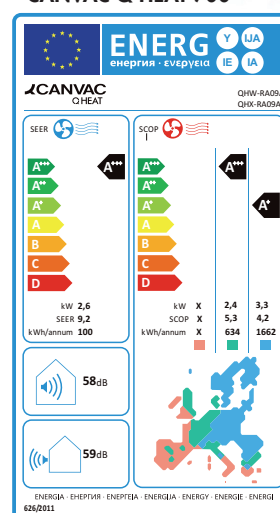 CANVAC Q HEAT
ENERG Y IJA IE IA
енергия · ενεργεια
CANVAC
Q HEAT
QHW-RA09A
QHX-RA09A
SEER
A+++
A++
A+
A
B
C
D
A+++
kW 2,6
SEER 9,2
kWh/annum 100
SCOP
A+++
A++
A+
A
B
C
D
A+++
A+
kW X 2,4 3,3
SCOP X 5,3 4,2
kWh/annum X 634 1662
58dB
59dB
ENERGIJA · ЕНЕРГИЯ · ΕΝΕΡΓΕΙΑ · ENERGIJA · ENERGY · ENERGIE · ENERGI
626/2011